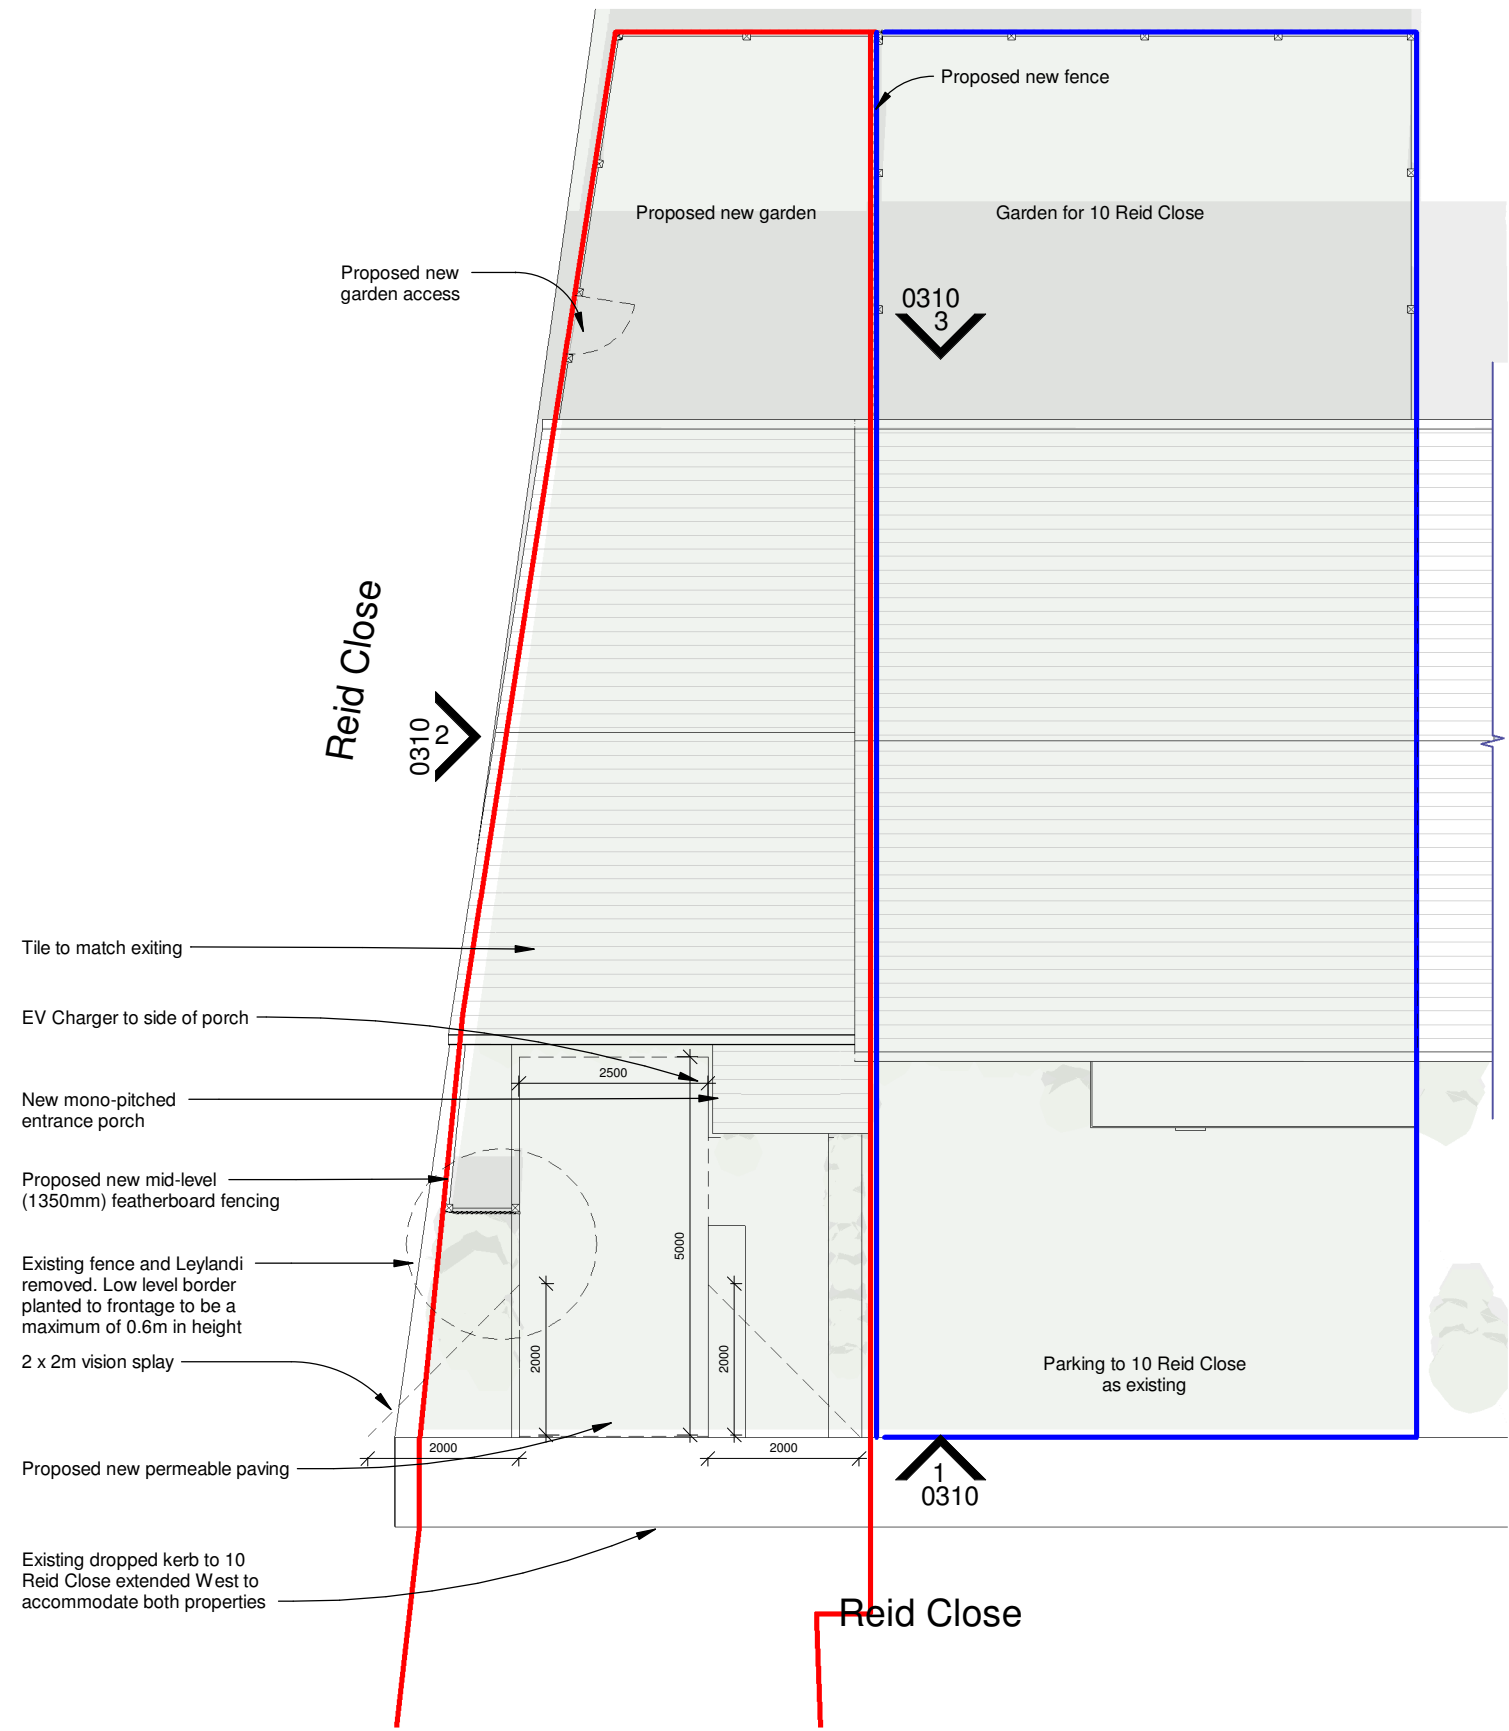 Proposed new fence
Proposed new garden
Garden for 10 Reid Close
Proposed new
garden access
0310
3
Reid Close
0310
2
Tile to match exiting
EV Charger to side of porch
2500
New mono-pitched
entrance porch
Proposed new mid-level
(1350mm) featherboard fencing
5000
Existing fence and Leylandi
removed. Low level border
planted to frontage to be a
maximum of 0.6m in height
2000
2000
2 x 2m vision splay
Parking to 10 Reid Close
as existing
2000
2000
Proposed new permeable paving
1
0310
Existing dropped kerb to 10
Reid Close extended West to
accommodate both properties
Reid Close